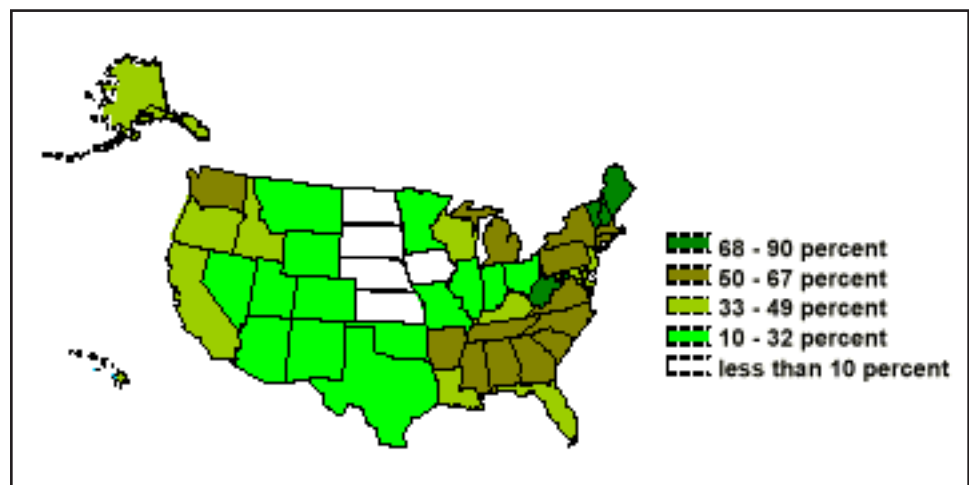 68 - 90 percent
50 - 67 percent
33 - 49 percent
10 - 32 percent
less than 10 percent